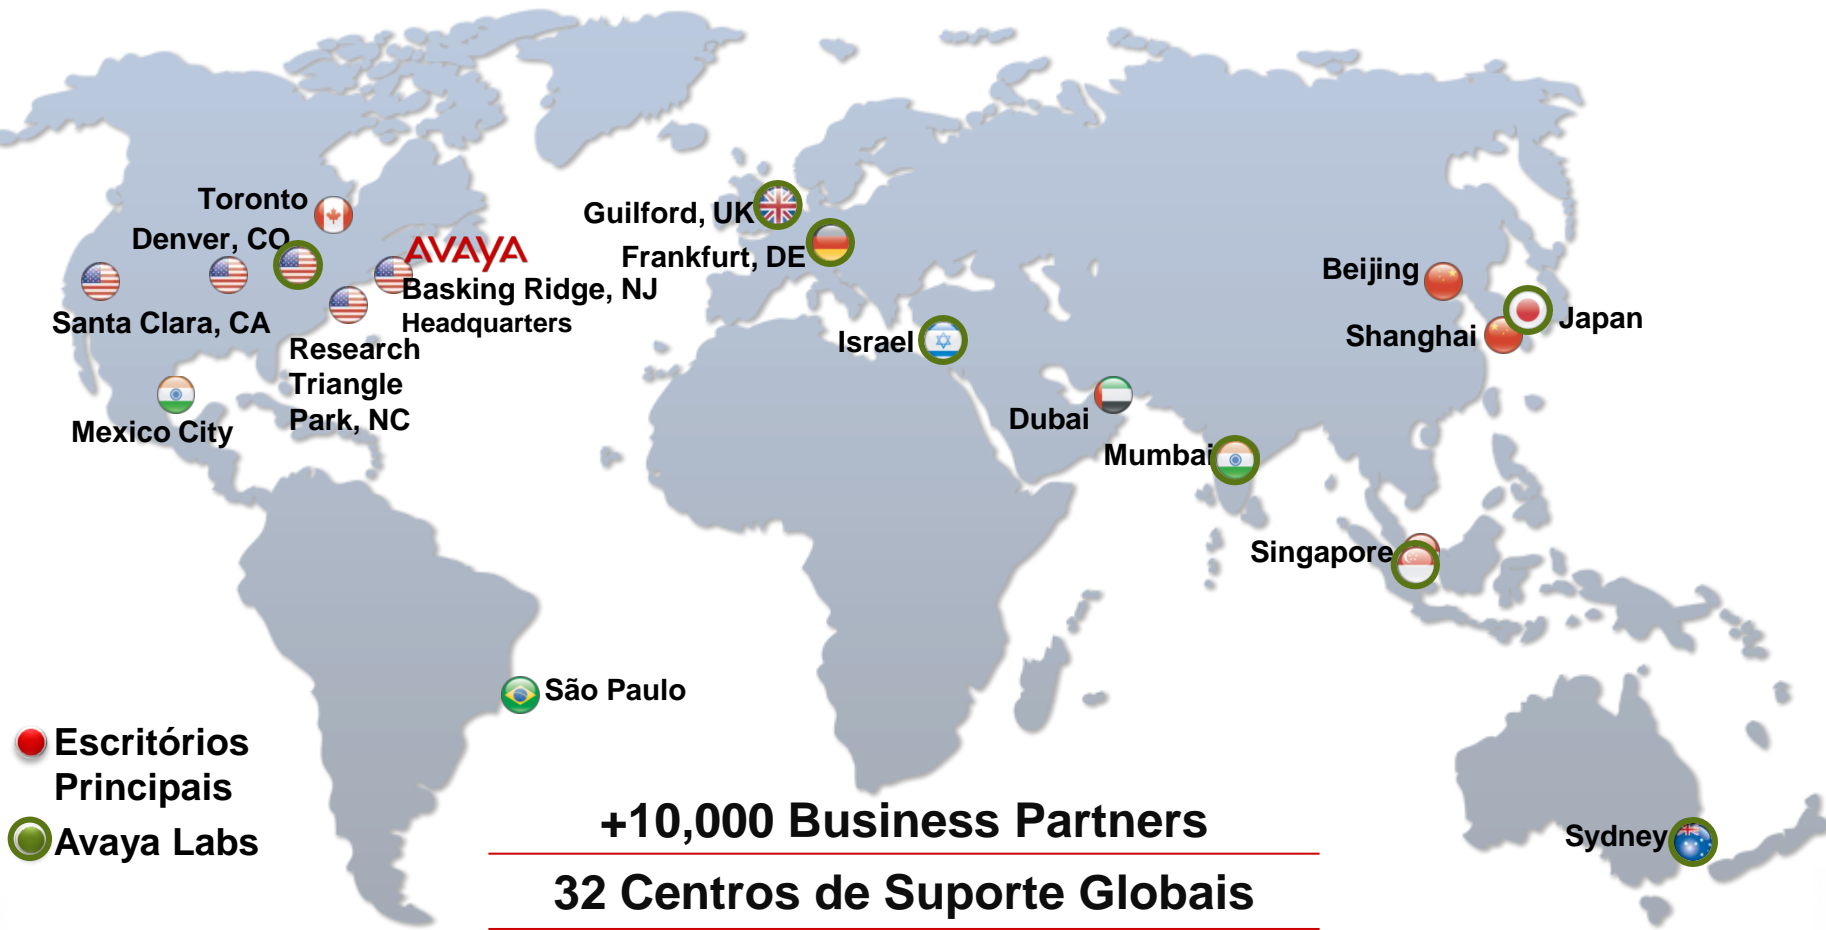 Toronto
Denver, CO
AVAYA
Basking Ridge, NJ
Headquarters
Santa Clara, CA
Research
Triangle
Park, NC
Mexico City
Guilford, UK
Frankfurt, DE
Israel
Dubai
Mumbai
Beijing
Shanghai
Japan
Singapore
São Paulo
Sydney
Escritórios
Principais
Avaya Labs
+10,000 Business Partners
32 Centros de Suporte Globais